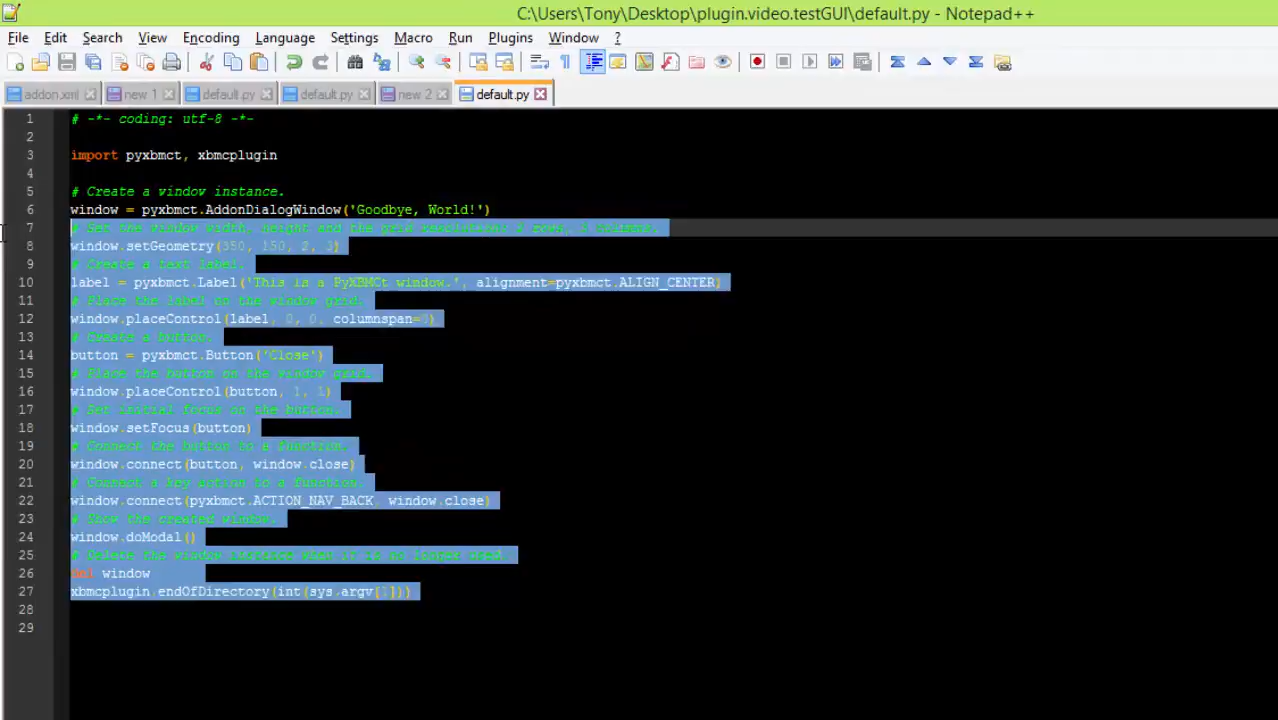 C:\Users\Tony\Desktop\plugin.video.testGUI\default.py - Notepad++
File Edit Search View Encoding Language Settings Macro Run Plugins Window ?
addon.xml new 1 default.py default.py new 2 default.py
1 # -*- coding: utf-8 -*-
2
3 import pyxbmct, xbmcplugin
4
5 # Create a window instance.
6 window = pyxbmct.AddonDialogWindow('Goodbye, World!')
7 # Set the window width, height and the grid resolution: 2 rows, 3 columns.
8 window.setGeometry(350, 150, 2, 3)
9 # Create a text label.
10 label = pyxbmct.Label('This is a PyXBMCt window.', alignment=pyxbmct.ALIGN_CENTER)
11 # Place the label on the window grid.
12 window.placeControl(label, 0, 0, columnspan=3)
13 # Create a button.
14 button = pyxbmct.Button('Close')
15 # Place the button on the window grid.
16 window.placeControl(button, 1, 1)
17 # Set initial focus on the button.
18 window.setFocus(button)
19 # Connect the button to a function.
20 window.connect(button, window.close)
21 # Connect a key action to a function.
22 window.connect(pyxbmct.ACTION_NAV_BACK, window.close)
23 # Show the created window.
24 window.doModal()
25 # Delete the window instance when it is no longer used.
26 del window
27 xbmcplugin.endOfDirectory(int(sys.argv[1]))
28
29